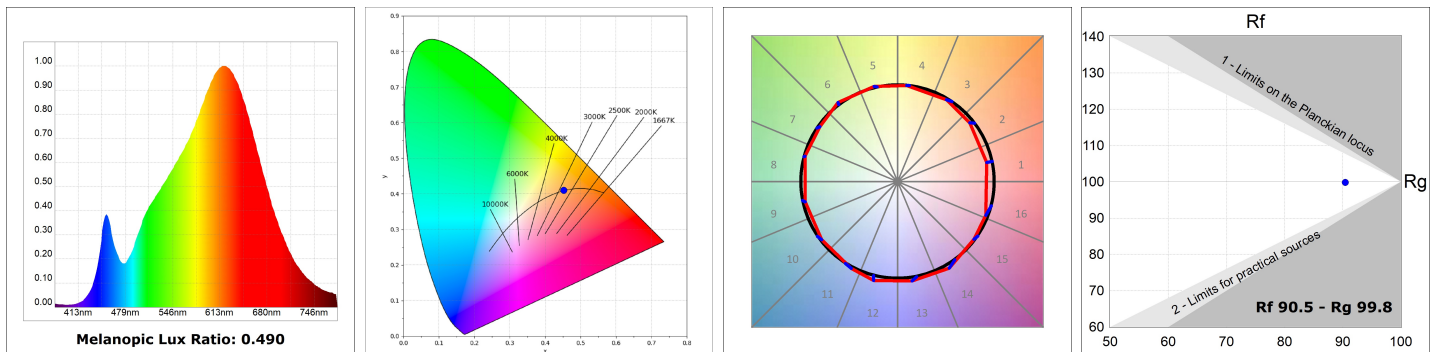 1.00
0.90
0.80
0.70
0.60
0.50
0.40
0.30
0.20
0.10
0.00
413nm 479nm 546nm 613nm 680nm 746nm
Melanopic Lux Ratio: 0.490
0.9
0.8
0.7
0.6
0.5
0.4
0.3
0.2
0.1
0.0
y
0.0 0.1 0.2 0.3 0.4 0.5 0.6 0.7 0.8
x
10000K
6000K
4000K
3000K
2500K
2000K
1667K
1
2
3
4
5
6
7
8
9
10
11
12
13
14
15
16
Rf
140
130
120
110
100
90
80
70
60
50 60 70 80 90 100
Rg
1 - Limits on the Planckian locus
2 - Limits for practical sources
Rf 90.5 - Rg 99.8